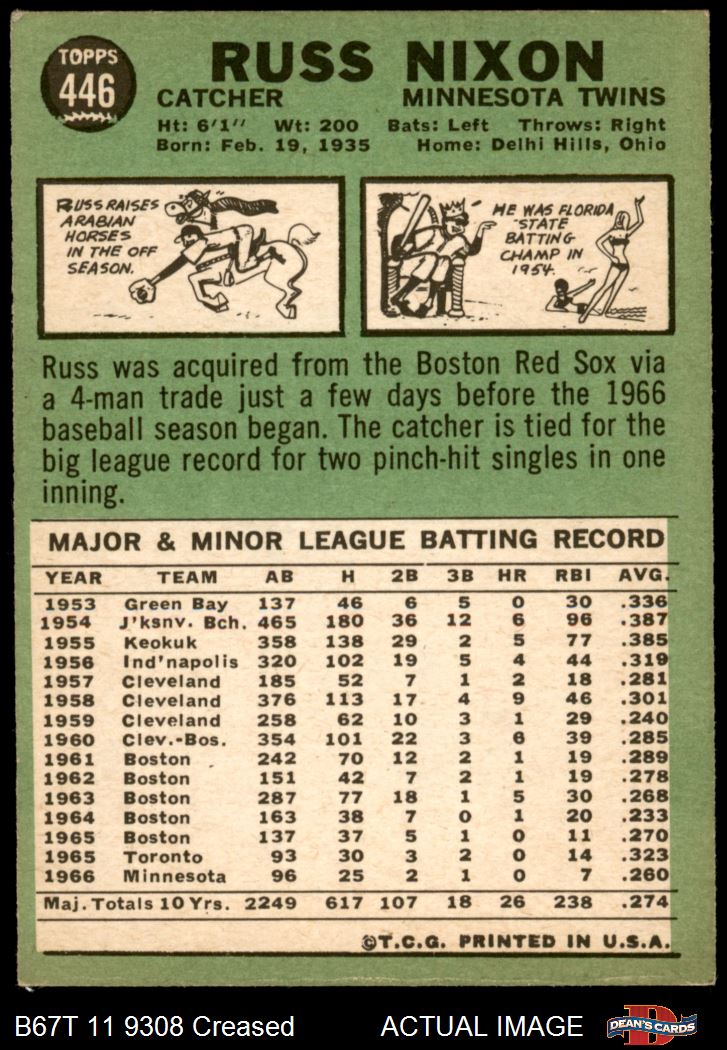 TOPPS
446
RUSS NIXON
CATCHER MINNESOTA TWINS
Ht: 6'1" Wt: 200 Bats: Left Throws: Right
Born: Feb. 19, 1935 Home: Delhi Hills, Ohio
RUSS RAISES
ARABIAN
HORSES
IN THE OFF
SEASON.
HE WAS FLORIDA
STATE
BATTING
CHAMP IN
1954.
Russ was acquired from the Boston Red Sox via
a 4-man trade just a few days before the 1966
baseball season began. The catcher is tied for the
big league record for two pinch-hit singles in one
inning.
MAJOR & MINOR LEAGUE BATTING RECORD
YEAR TEAM AB H 2B 3B HR RBI AVG.
1953 Green Bay 137 46 6 5 0 30 .336
1954 J'ksnv. Bch. 465 180 36 12 6 96 .387
1955 Keokuk 358 138 29 2 5 77 .385
1956 Ind'napolis 320 102 19 5 4 44 .319
1957 Cleveland 185 52 7 1 2 18 .281
1958 Cleveland 376 113 17 4 9 46 .301
1959 Cleveland 258 62 10 3 1 29 .240
1960 Clev.-Bos. 354 101 22 3 6 39 .285
1961 Boston 242 70 12 2 1 19 .289
1962 Boston 151 42 7 2 1 19 .278
1963 Boston 287 77 18 1 5 30 .268
1964 Boston 163 38 7 0 1 20 .233
1965 Boston 137 37 5 1 0 11 .270
1965 Toronto 93 30 3 2 0 14 .323
1966 Minnesota 96 25 2 1 0 7 .260
Maj. Totals 10 Yrs. 2249 617 107 18 26 238 .274
©T.C.G. PRINTED IN U.S.A.
B67T 11 9308 Creased ACTUAL IMAGE
D
DEAN'S CARDS